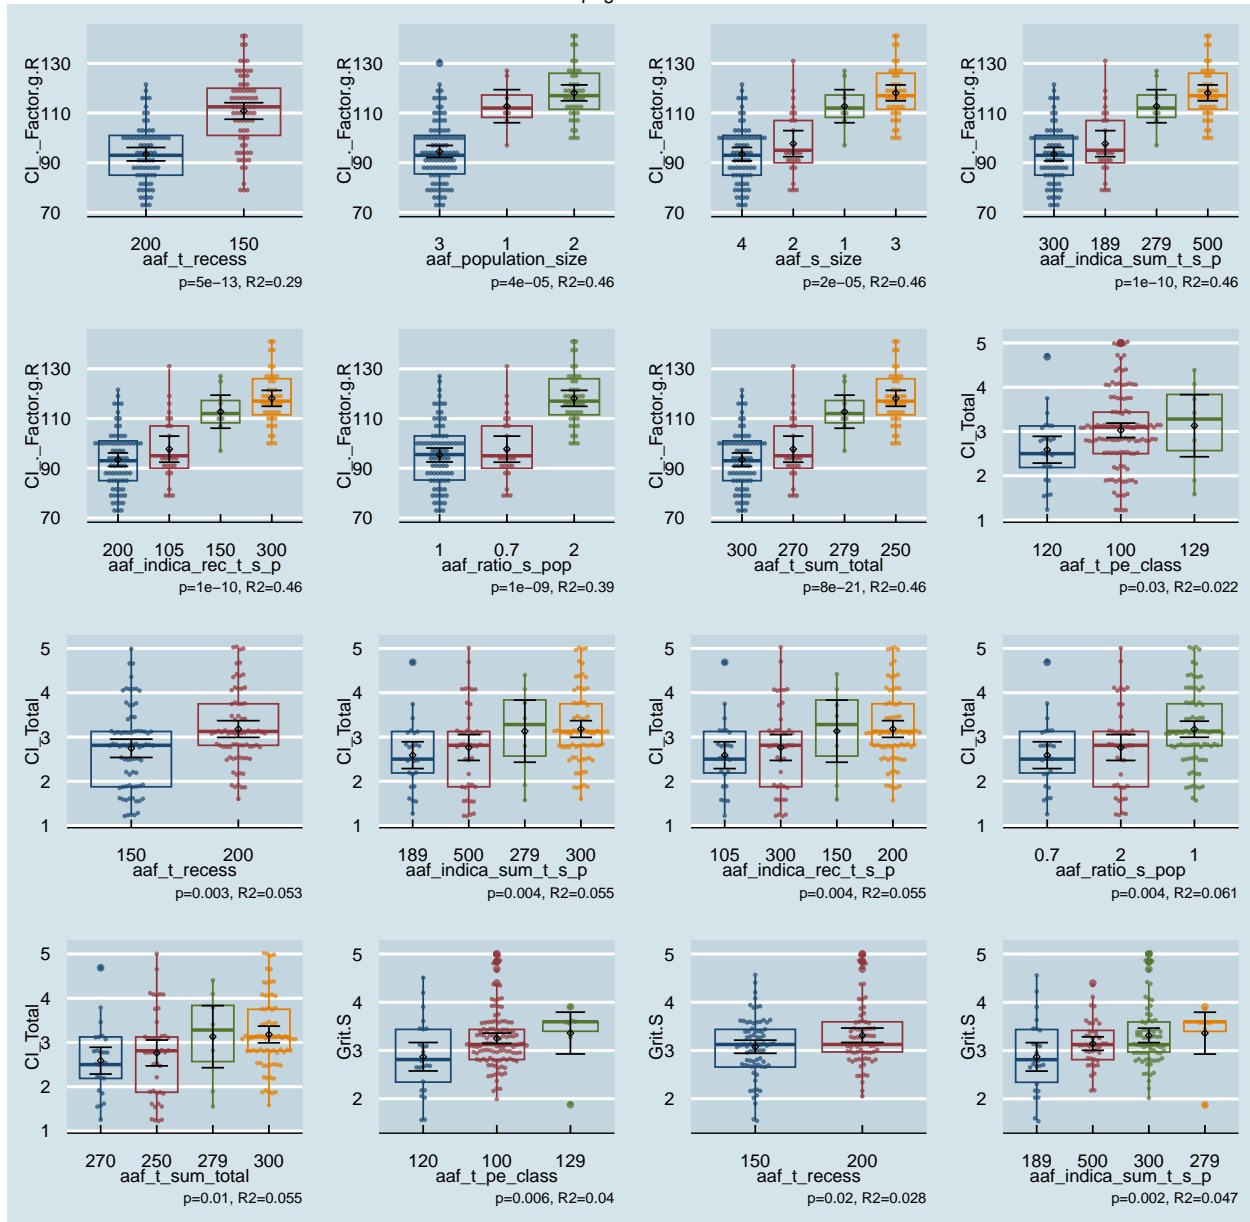 130
110
90
70
CI_._Factor.g.R
200 150
aaf_t_recess
p=5e−13, R2=0.29
130
110
90
70
CI_._Factor.g.R
3 1 2
aaf_population_size
p=4e−05, R2=0.46
130
110
90
70
CI_._Factor.g.R
4 2 1 3
aaf_s_size
p=2e−05, R2=0.46
130
110
90
70
CI_._Factor.g.R
300 189 279 500
aaf_indica_sum_t_s_p
p=1e−10, R2=0.46
130
110
90
70
CI_._Factor.g.R
200 105 150 300
aaf_indica_rec_t_s_p
p=1e−10, R2=0.46
130
110
90
70
CI_._Factor.g.R
1 0.7 2
aaf_ratio_s_pop
p=1e−09, R2=0.39
130
110
90
70
CI_._Factor.g.R
300 270 279 250
aaf_t_sum_total
p=8e−21, R2=0.46
5
4
3
2
1
CI_Total
120 100 129
aaf_t_pe_class
p=0.03, R2=0.022
5
4
3
2
1
CI_Total
150 200
aaf_t_recess
p=0.003, R2=0.053
5
4
3
2
1
CI_Total
189 500 279 300
aaf_indica_sum_t_s_p
p=0.004, R2=0.055
5
4
3
2
1
CI_Total
105 300 150 200
aaf_indica_rec_t_s_p
p=0.004, R2=0.055
5
4
3
2
1
CI_Total
0.7 2 1
aaf_ratio_s_pop
p=0.004, R2=0.061
5
4
3
2
1
CI_Total
270 250 279 300
aaf_t_sum_total
p=0.01, R2=0.055
5
4
3
2
Grit.S
120 100 129
aaf_t_pe_class
p=0.006, R2=0.04
5
4
3
2
Grit.S
150 200
aaf_t_recess
p=0.02, R2=0.028
5
4
3
2
Grit.S
189 500 300 279
aaf_indica_sum_t_s_p
p=0.002, R2=0.047